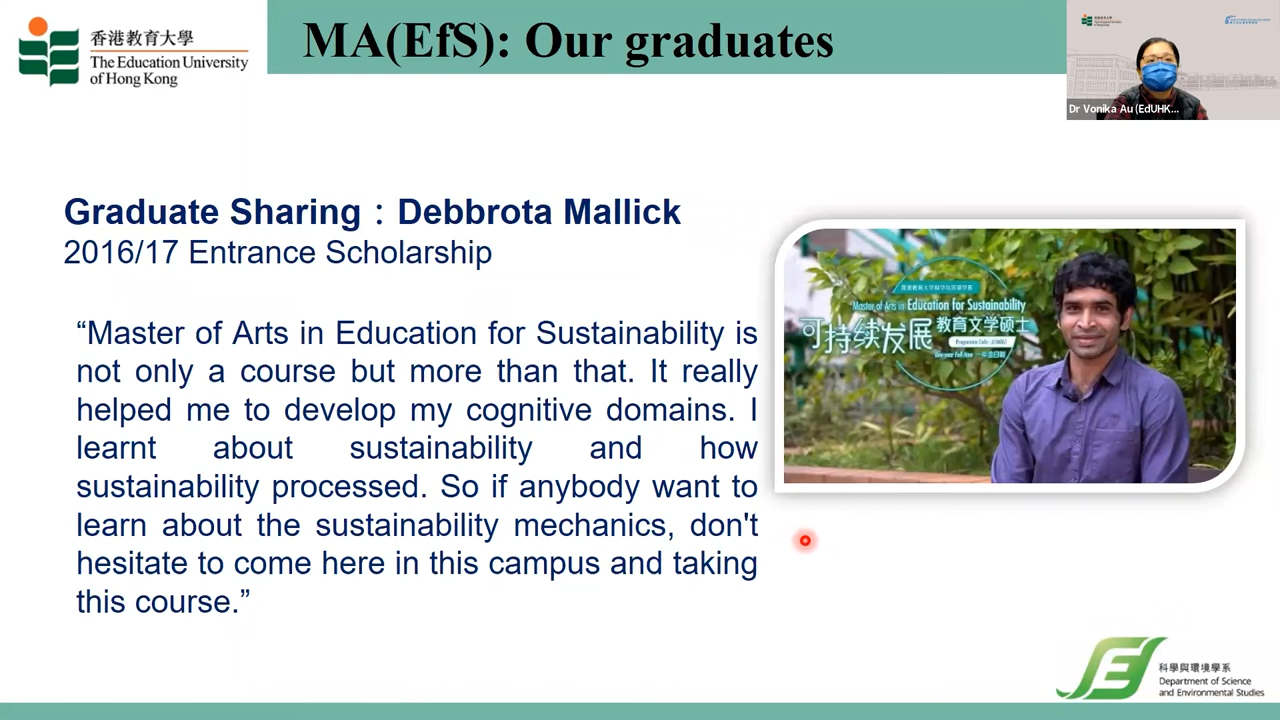 香港教育大學
The Education University
of Hong Kong
MA(EfS): Our graduates
Dr Vonika Au (EdUHK...
Graduate Sharing：Debbrota Mallick
2016/17 Entrance Scholarship
“Master of Arts in Education for Sustainability is
not only a course but more than that. It really
helped me to develop my cognitive domains. I
learnt about sustainability and how
sustainability processed. So if anybody want to
learn about the sustainability mechanics, don't
hesitate to come here in this campus and taking
this course.”
Master of Arts in Education for Sustainability
可持续发展 教育文学硕士
One-year Full-time 一年全日制
科學與環境學系
Department of Science
and Environmental Studies